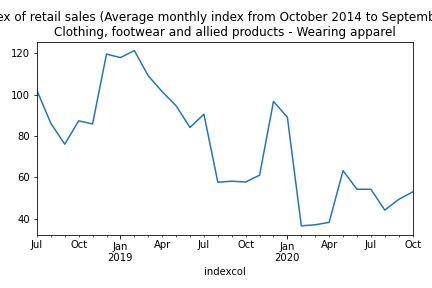 ex of retail sales (Average monthly index from October 2014 to Septemb
Clothing, footwear and allied products - Wearing apparel
120
100
80
60
40
Jul Oct Jan Apr Jul Oct Jan Apr Jul Oct
2019 2020
indexcol